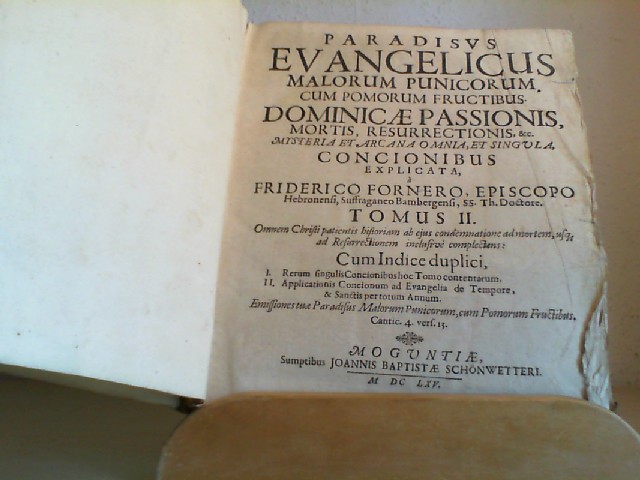 PARADISVS
EVANGELICUS
MALORUM PUNICORUM.
CUM POMORUM FRUCTIBUS.
DOMINICÆ PASSIONIS,
MORTIS, RESURRECTIONIS, &c.
MYSTERIA ET ARCANA OMNIA, ET SINGULA,
CONCIONIBUS
EXPLICATA,
à
FRIDERICO FORNERO, EPISCOPO
Hebronensi, Suffraganeo Bambergensi, SS. Th. Doctore.
TOMUS II.
Omnem Christi patientis historiam ab ejus condemnatione ad mortem, usq;
ad Resurrectionem inclusivè complectens:
Cum Indice duplici,
I. Rerum singulis Concionibus hoc Tomo contentarum.
II. Applicationis Concionum ad Evangelia de Tempore,
& Sanctis per totum Annum.
Emissiones tuæ Paradisus Malorum Punicorum, cum Pomorum Fructibus.
Cantic. 4. vers. 13.
MOGUNTIÆ,
Sumptibus JOANNIS BAPTISTÆ SCHÖNWETTERI.
M DC LXV.